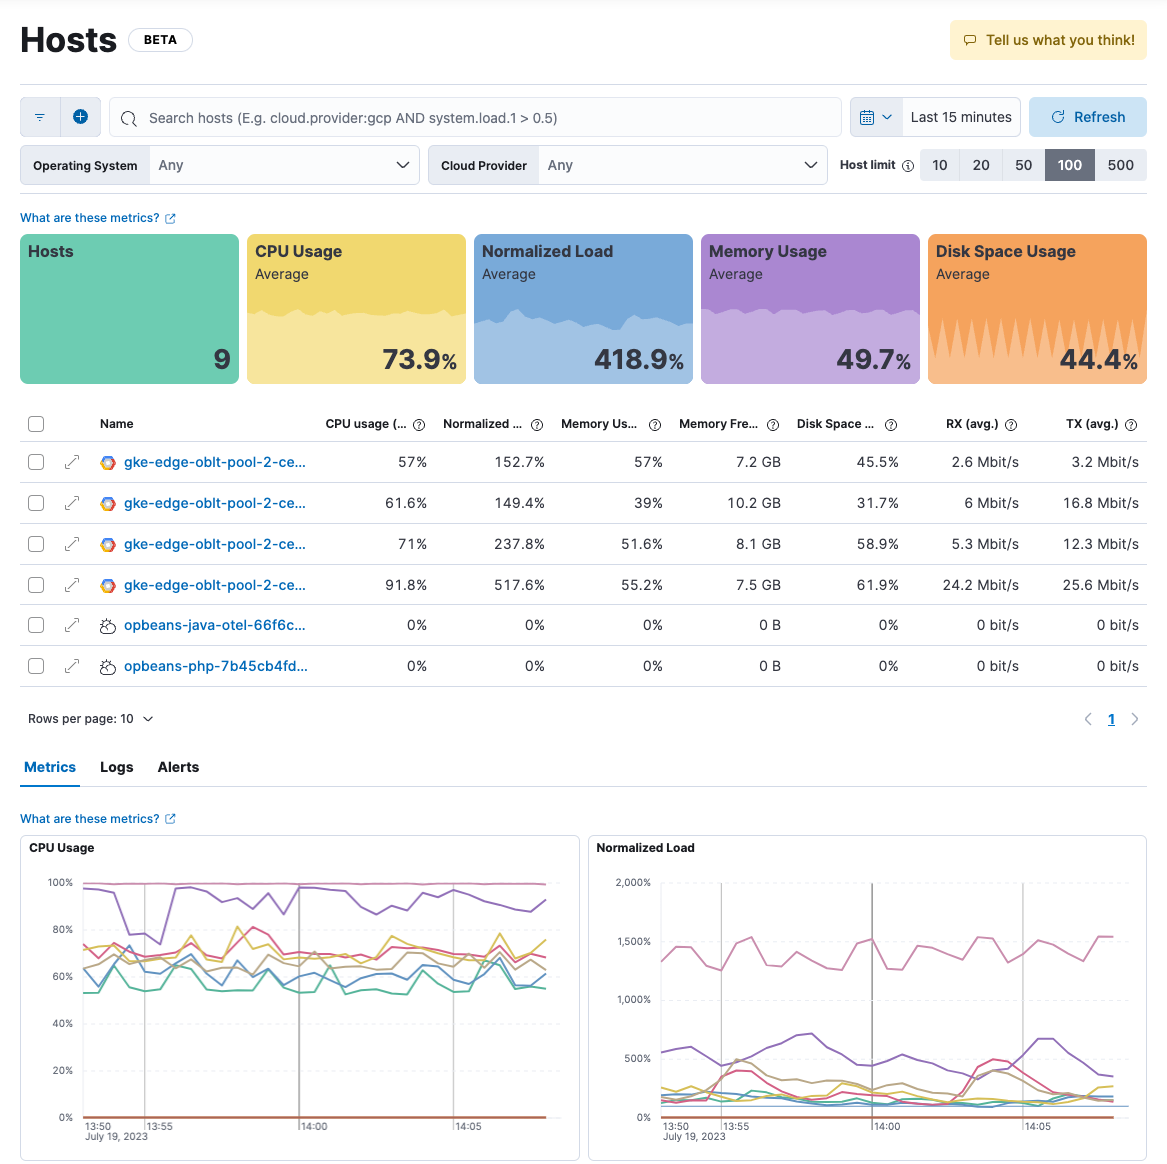 Hosts BETA
Tell us what you think!
Search hosts (E.g. cloud.provider:gcp AND system.load.1 > 0.5)
Last 15 minutes
Refresh
Operating System Any
Cloud Provider Any
Host limit 10 20 50 100 500
What are these metrics?
Hosts
9
CPU Usage
Average
73.9%
Normalized Load
Average
418.9%
Memory Usage
Average
49.7%
Disk Space Usage
Average
44.4%
Name CPU usage (... Normalized ... Memory Us... Memory Fre... Disk Space ... RX (avg.) TX (avg.)
gke-edge-oblt-pool-2-ce... 57% 152.7% 57% 7.2 GB 45.5% 2.6 Mbit/s 3.2 Mbit/s
gke-edge-oblt-pool-2-ce... 61.6% 149.4% 39% 10.2 GB 31.7% 6 Mbit/s 16.8 Mbit/s
gke-edge-oblt-pool-2-ce... 71% 237.8% 51.6% 8.1 GB 58.9% 5.3 Mbit/s 12.3 Mbit/s
gke-edge-oblt-pool-2-ce... 91.8% 517.6% 55.2% 7.5 GB 61.9% 24.2 Mbit/s 25.6 Mbit/s
opbeans-java-otel-66f6c... 0% 0% 0% 0 B 0% 0 bit/s 0 bit/s
opbeans-php-7b45cb4fd... 0% 0% 0% 0 B 0% 0 bit/s 0 bit/s
Rows per page: 10
1
Metrics Logs Alerts
What are these metrics?
CPU Usage
100%
80%
60%
40%
20%
0%
13:50 13:55 14:00 14:05
July 19, 2023
Normalized Load
2,000%
1,500%
1,000%
500%
0%
13:50 13:55 14:00 14:05
July 19, 2023